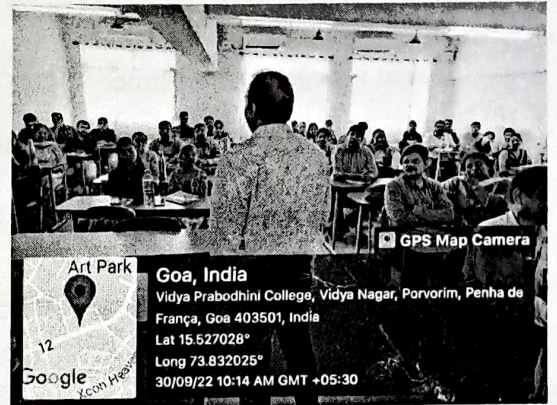 GPS Map Camera
Art Park
12
Google
Goa, India
Vidya Prabodhini College, Vidya Nagar, Porvorim, Penha de
França, Goa 403501, India
Lat 15.527028°
Long 73.832025°
30/09/22 10:14 AM GMT +05:30